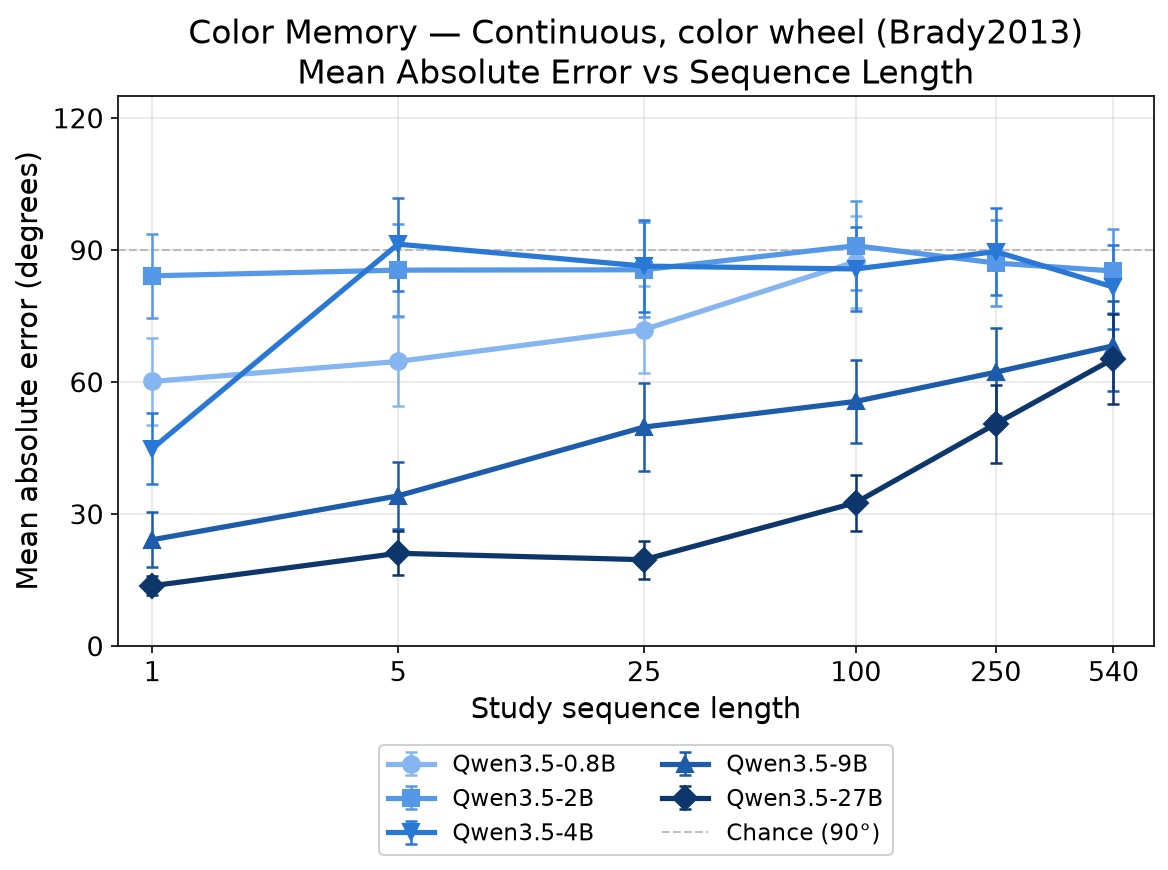 Color Memory — Continuous, color wheel (Brady2013)
Mean Absolute Error vs Sequence Length
Mean absolute error (degrees)
120
90
60
30
0
1 5 25 100 250 540
Study sequence length
Qwen3.5-0.8B
Qwen3.5-2B
Qwen3.5-4B
Qwen3.5-9B
Qwen3.5-27B
Chance (90°)